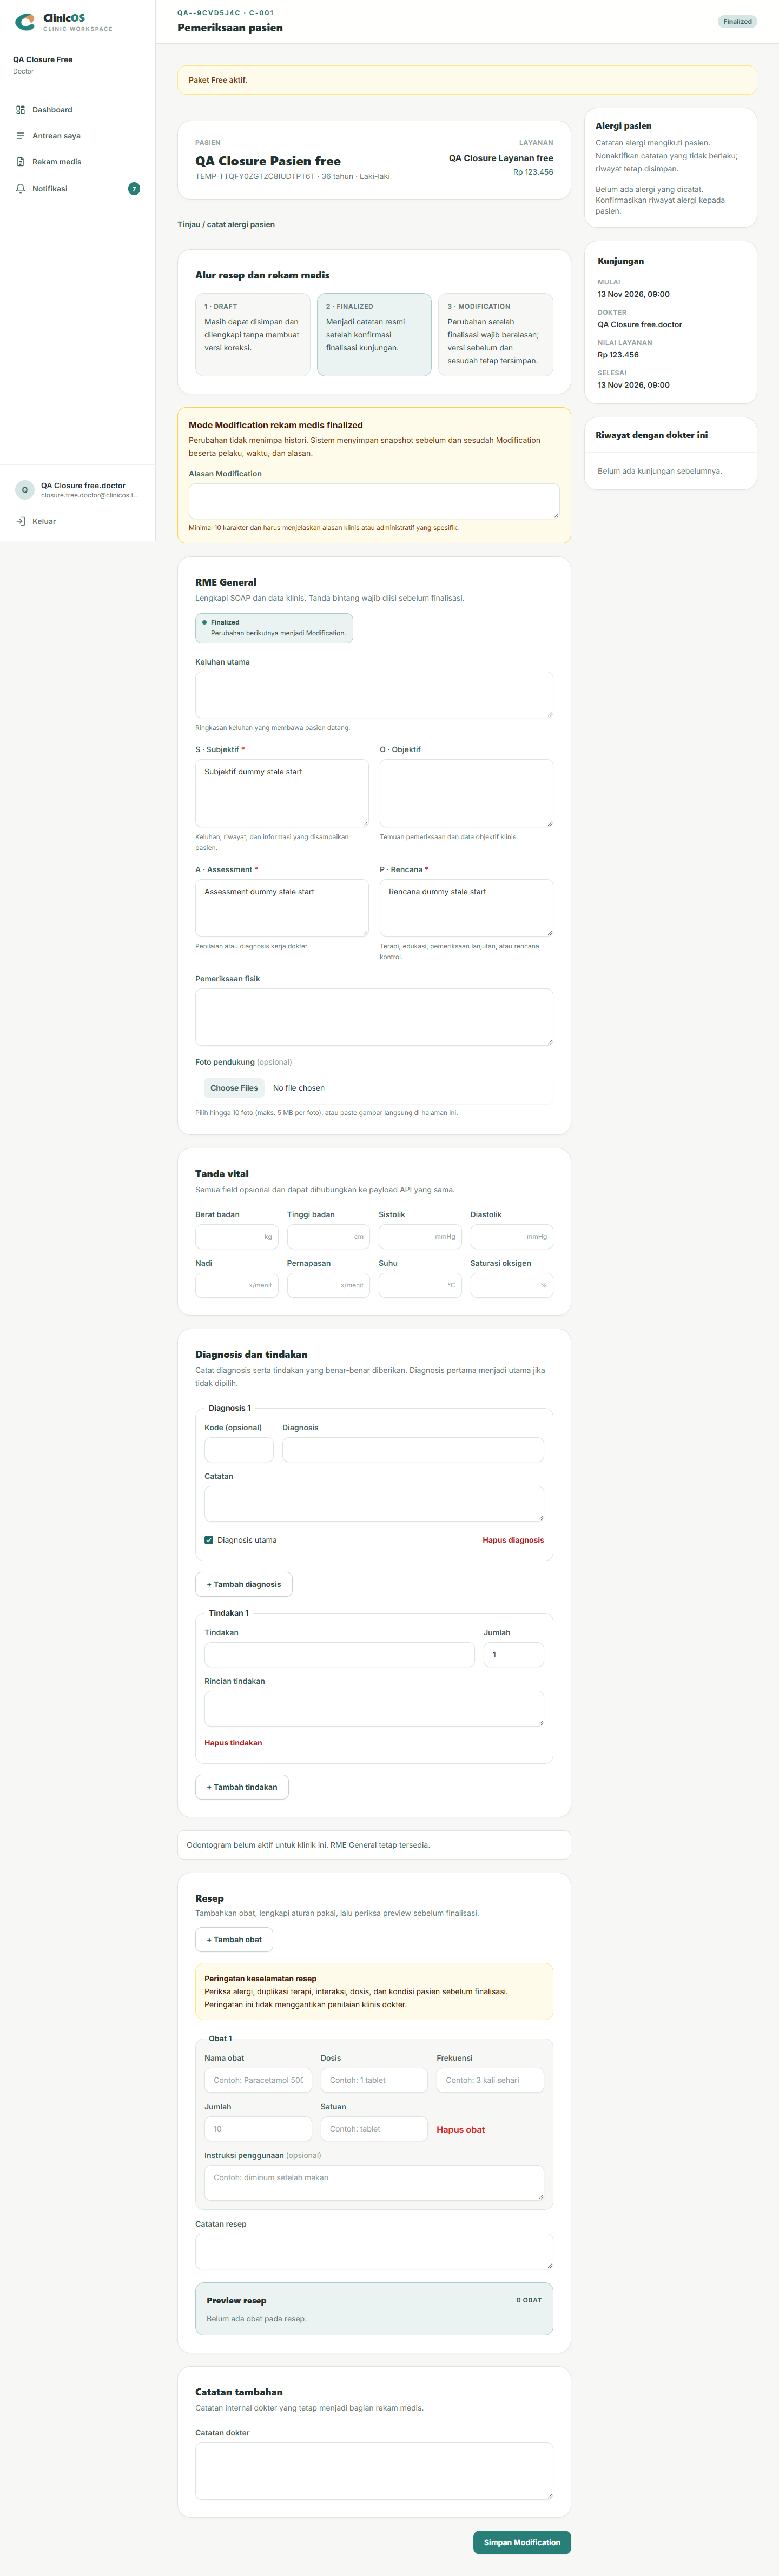 ClinicOS
CLINIC WORKSPACE
QA Closure Free
Doctor
Dashboard
Antrean saya
Rekam medis
Notifikasi
7
Q
QA Closure free.doctor
closure.free.doctor@clinicos.t...
Keluar
QA--9CVD5J4C · C-001
Pemeriksaan pasien
Finalized
Paket Free aktif.
PASIEN
QA Closure Pasien free
TEMP-TTQFY0ZGTZC8IUDTPT6T · 36 tahun · Laki-laki
LAYANAN
QA Closure Layanan free
Rp 123.456
Tinjau / catat alergi pasien
Alur resep dan rekam medis
1 · DRAFT
Masih dapat disimpan dan
dilengkapi tanpa membuat
versi koreksi.
2 · FINALIZED
Menjadi catatan resmi
setelah konfirmasi
finalisasi kunjungan.
3 · MODIFICATION
Perubahan setelah
finalisasi wajib beralasan;
versi sebelum dan
sesudah tetap tersimpan.
Mode Modification rekam medis finalized
Perubahan tidak menimpa histori. Sistem menyimpan snapshot sebelum dan sesudah Modification
beserta pelaku, waktu, dan alasan.
Alasan Modification
Minimal 10 karakter dan harus menjelaskan alasan klinis atau administratif yang spesifik.
RME General
Lengkapi SOAP dan data klinis. Tanda bintang wajib diisi sebelum finalisasi.
Finalized
Perubahan berikutnya menjadi Modification.
Keluhan utama
Ringkasan keluhan yang membawa pasien datang.
S · Subjektif *
Subjektif dummy stale start
Keluhan, riwayat, dan informasi yang disampaikan
pasien.
O · Objektif
Temuan pemeriksaan dan data objektif klinis.
A · Assessment *
Assessment dummy stale start
Penilaian atau diagnosis kerja dokter.
P · Rencana *
Rencana dummy stale start
Terapi, edukasi, pemeriksaan lanjutan, atau rencana
kontrol.
Pemeriksaan fisik
Foto pendukung (opsional)
Choose Files No file chosen
Pilih hingga 10 foto (maks. 5 MB per foto), atau paste gambar langsung di halaman ini.
Tanda vital
Semua field opsional dan dapat dihubungkan ke payload API yang sama.
Berat badan
kg
Tinggi badan
cm
Sistolik
mmHg
Diastolik
mmHg
Nadi
x/menit
Pernapasan
x/menit
Suhu
°C
Saturasi oksigen
%
Diagnosis dan tindakan
Catat diagnosis serta tindakan yang benar-benar diberikan. Diagnosis pertama menjadi utama jika
tidak dipilih.
Diagnosis 1
Kode (opsional)
Diagnosis
Catatan
Diagnosis utama
Hapus diagnosis
+ Tambah diagnosis
Tindakan 1
Tindakan
Jumlah
1
Rincian tindakan
Hapus tindakan
+ Tambah tindakan
Odontogram belum aktif untuk klinik ini. RME General tetap tersedia.
Resep
Tambahkan obat, lengkapi aturan pakai, lalu periksa preview sebelum finalisasi.
+ Tambah obat
Peringatan keselamatan resep
Periksa alergi, duplikasi terapi, interaksi, dosis, dan kondisi pasien sebelum finalisasi.
Peringatan ini tidak menggantikan penilaian klinis dokter.
Obat 1
Nama obat
Contoh: Paracetamol 500
Dosis
Contoh: 1 tablet
Frekuensi
Contoh: 3 kali sehari
Jumlah
10
Satuan
Contoh: tablet
Hapus obat
Instruksi penggunaan (opsional)
Contoh: diminum setelah makan
Catatan resep
Preview resep
0 OBAT
Belum ada obat pada resep.
Catatan tambahan
Catatan internal dokter yang tetap menjadi bagian rekam medis.
Catatan dokter
Simpan Modification
Alergi pasien
Catatan alergi mengikuti pasien.
Nonaktifkan catatan yang tidak berlaku;
riwayat tetap disimpan.
Belum ada alergi yang dicatat.
Konfirmasikan riwayat alergi kepada
pasien.
Kunjungan
MULAI
13 Nov 2026, 09:00
DOKTER
QA Closure free.doctor
NILAI LAYANAN
Rp 123.456
SELESAI
13 Nov 2026, 09:00
Riwayat dengan dokter ini
Belum ada kunjungan sebelumnya.